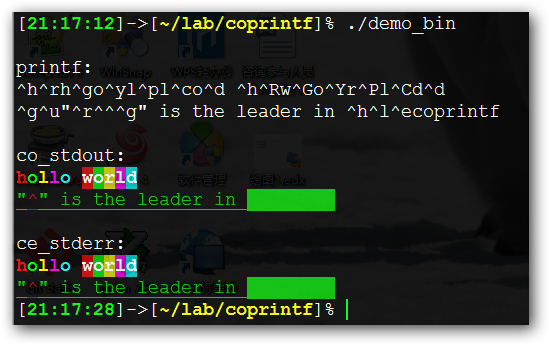 [21:17:12]->[~/lab/coprintf]% ./demo_bin
printf:
^h^rh^go^yl^pl^co^d ^h^Rw^Go^Yr^Pl^Cd^d
^g^u"^r^^^g" is the leader in ^h^l^ecoprintf
co_stdout:
hollo world
"^" is the leader in
ce_stderr:
hollo world
"^" is the leader in
[21:17:28]->[~/lab/coprintf]%